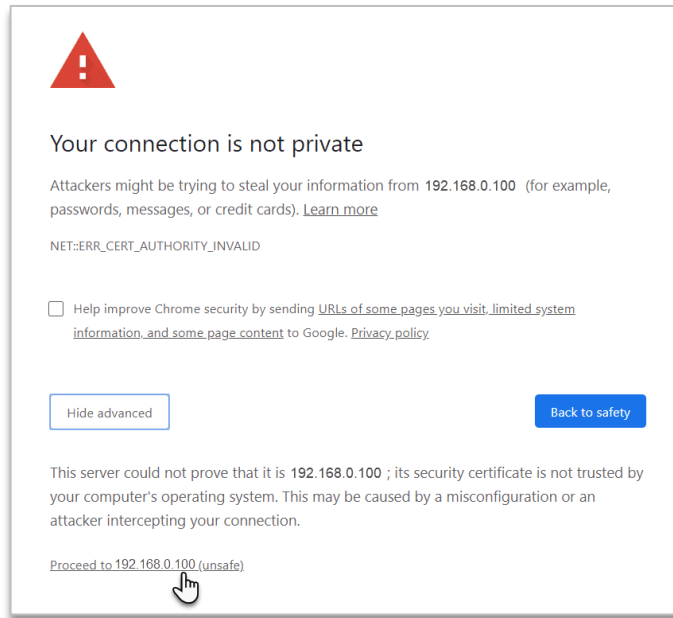 Your connection is not private
Attackers might be trying to steal your information from 192.168.0.100 (for example,
passwords, messages, or credit cards). Learn more
NET::ERR_CERT_AUTHORITY_INVALID
Help improve Chrome security by sending URLs of some pages you visit, limited system
information, and some page content to Google. Privacy policy
Hide advanced
Back to safety
This server could not prove that it is 192.168.0.100 ; its security certificate is not trusted by
your computer's operating system. This may be caused by a misconfiguration or an
attacker intercepting your connection.
Proceed to 192.168.0.100 (unsafe)